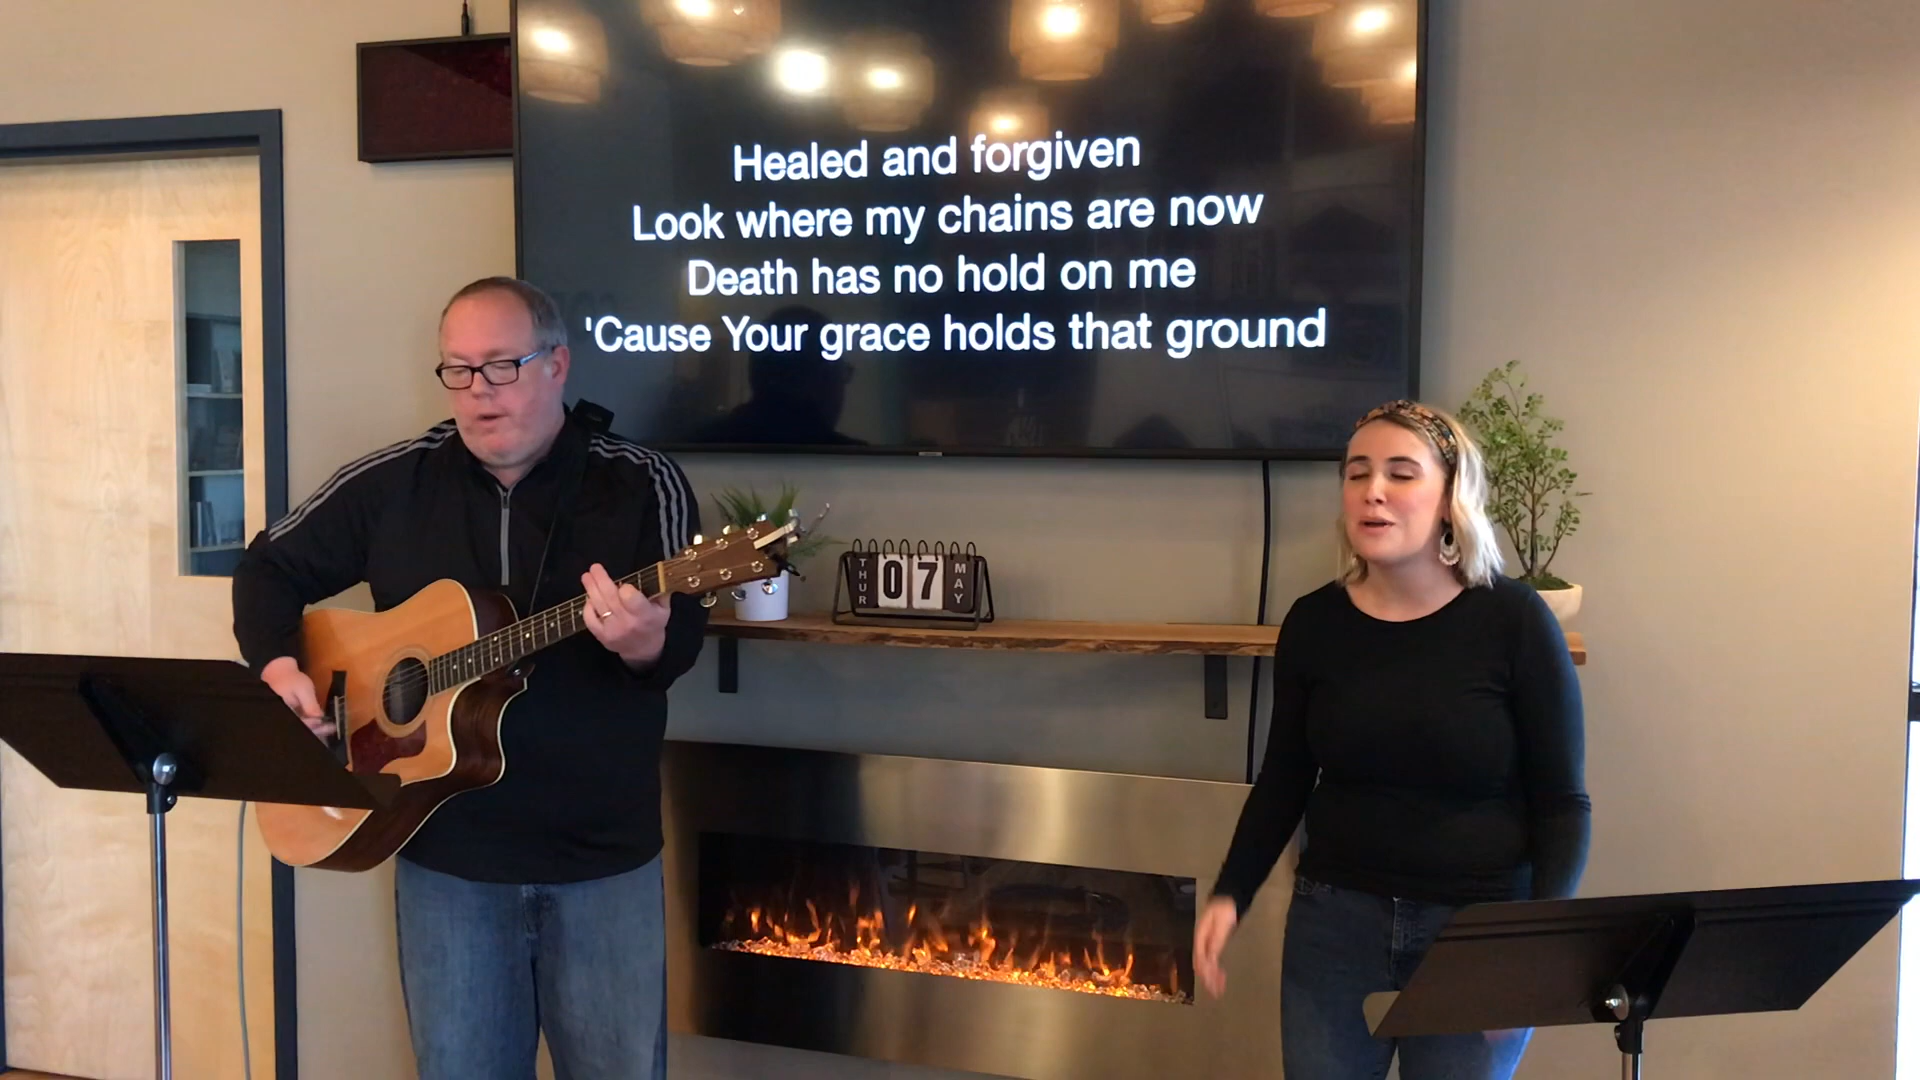 Healed and forgiven
Look where my chains are now
Death has no hold on me
'Cause Your grace holds that ground
THUR 07 MAY